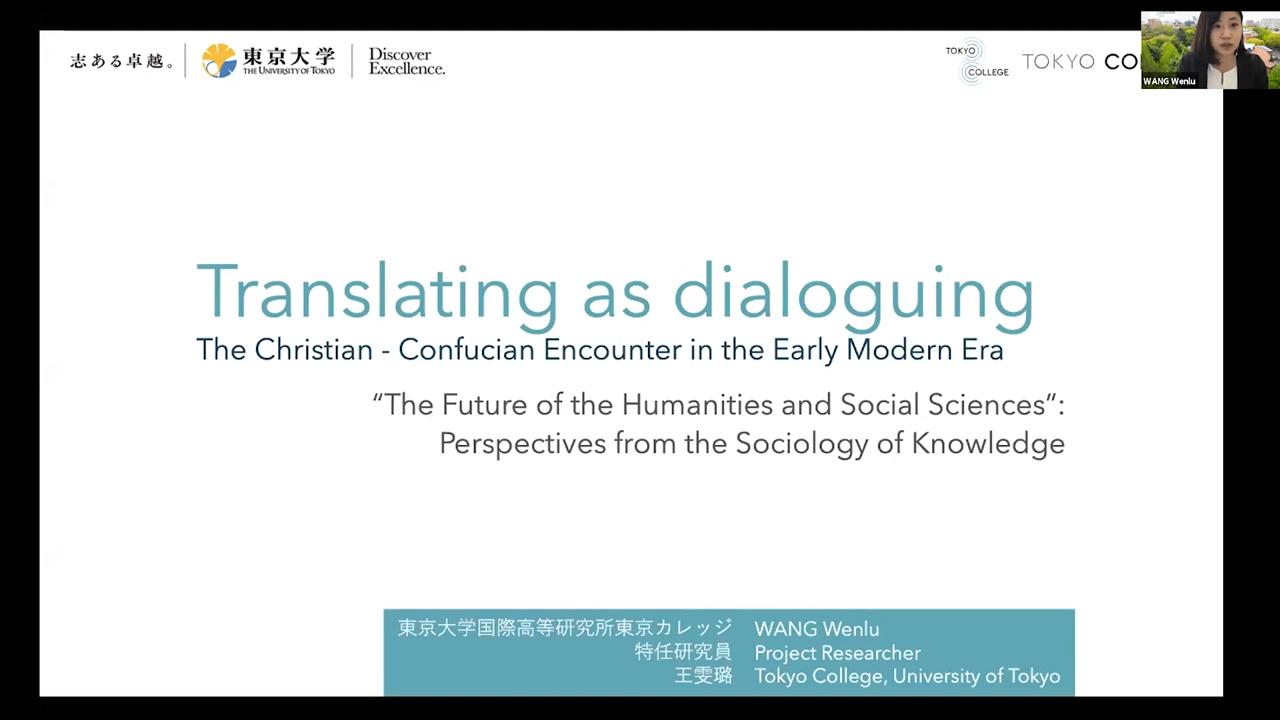 志ある卓越。
東京大学
THE UNIVERSITY OF TOKYO
Discover
Excellence.
TOKYO
COLLEGE
TOKYO CO
WANG Wenlu
Translating as dialoguing
The Christian - Confucian Encounter in the Early Modern Era
“The Future of the Humanities and Social Sciences”:
Perspectives from the Sociology of Knowledge
東京大学国際高等研究所東京カレッジ WANG Wenlu
特任研究員 Project Researcher
王雯璐 Tokyo College, University of Tokyo